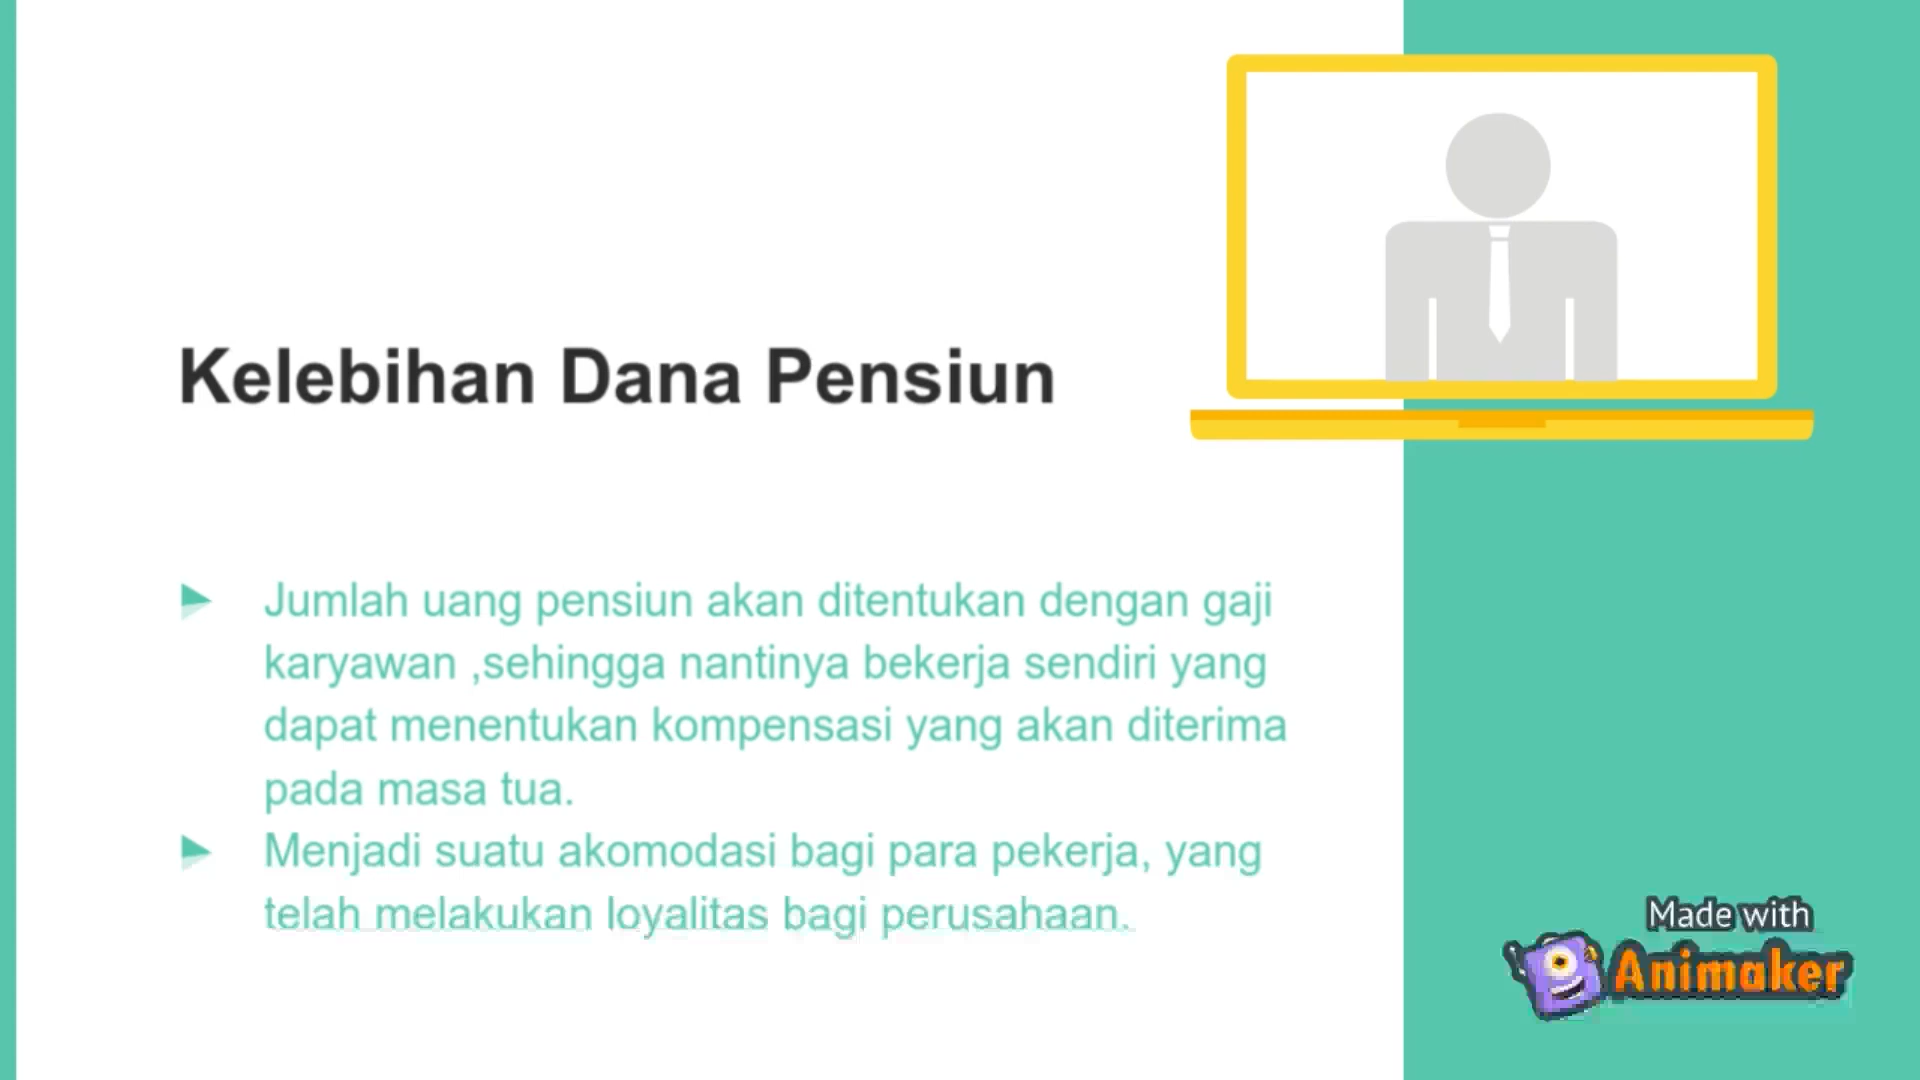 Kelebihan Dana Pensiun
Jumlah uang pensiun akan ditentukan dengan gaji
karyawan ,sehingga nantinya bekerja sendiri yang
dapat menentukan kompensasi yang akan diterima
pada masa tua.
Menjadi suatu akomodasi bagi para pekerja, yang
telah melakukan loyalitas bagi perusahaan.
Made with
Animaker